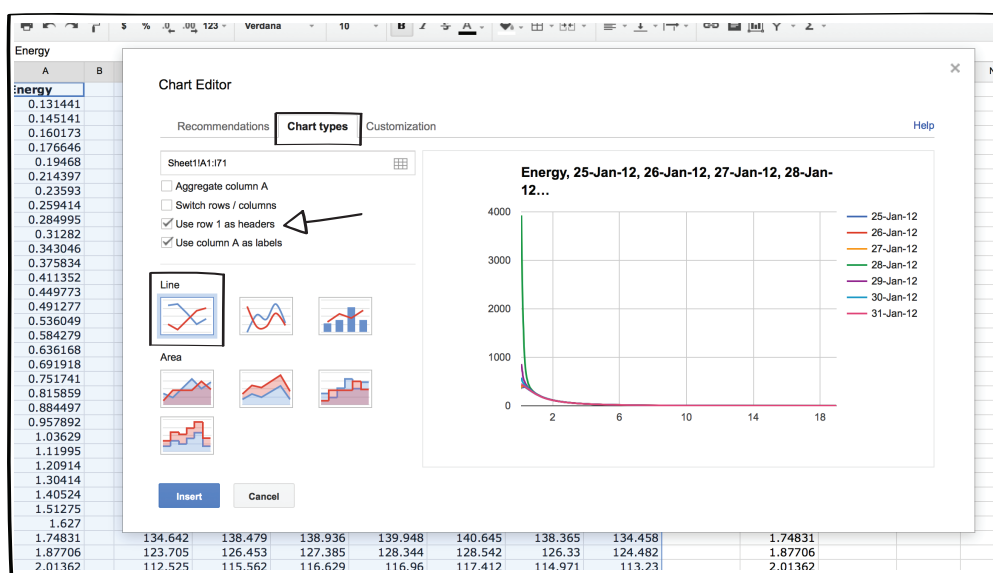 $ % .0 .00 123 Verdana 10 B I S A
Energy
A B
Energy
0.131441
0.145141
0.160173
0.176646
0.19468
0.214397
0.23593
0.259414
0.284995
0.31282
0.343046
0.375834
0.411352
0.449773
0.491277
0.536049
0.584279
0.636168
0.691918
0.751741
0.815859
0.884497
0.957892
1.03629
1.11995
1.20914
1.30414
1.40524
1.51275
1.627
1.74831 134.642 138.479 138.936 139.948 140.645 138.365 134.458 1.74831
1.87706 123.705 126.453 127.385 128.344 128.542 126.33 124.482 1.87706
2.01362 112.525 115.562 116.629 116.96 117.412 114.971 113.23 2.01362
Chart Editor
Recommendations Chart types Customization Help
Sheet1!A1:I71
Aggregate column A
Switch rows / columns
Use row 1 as headers
Use column A as labels
Line
Area
Insert Cancel
Energy, 25-Jan-12, 26-Jan-12, 27-Jan-12, 28-Jan-
12...
4000
3000
2000
1000
0
2 6 10 14 18
25-Jan-12
26-Jan-12
27-Jan-12
28-Jan-12
29-Jan-12
30-Jan-12
31-Jan-12